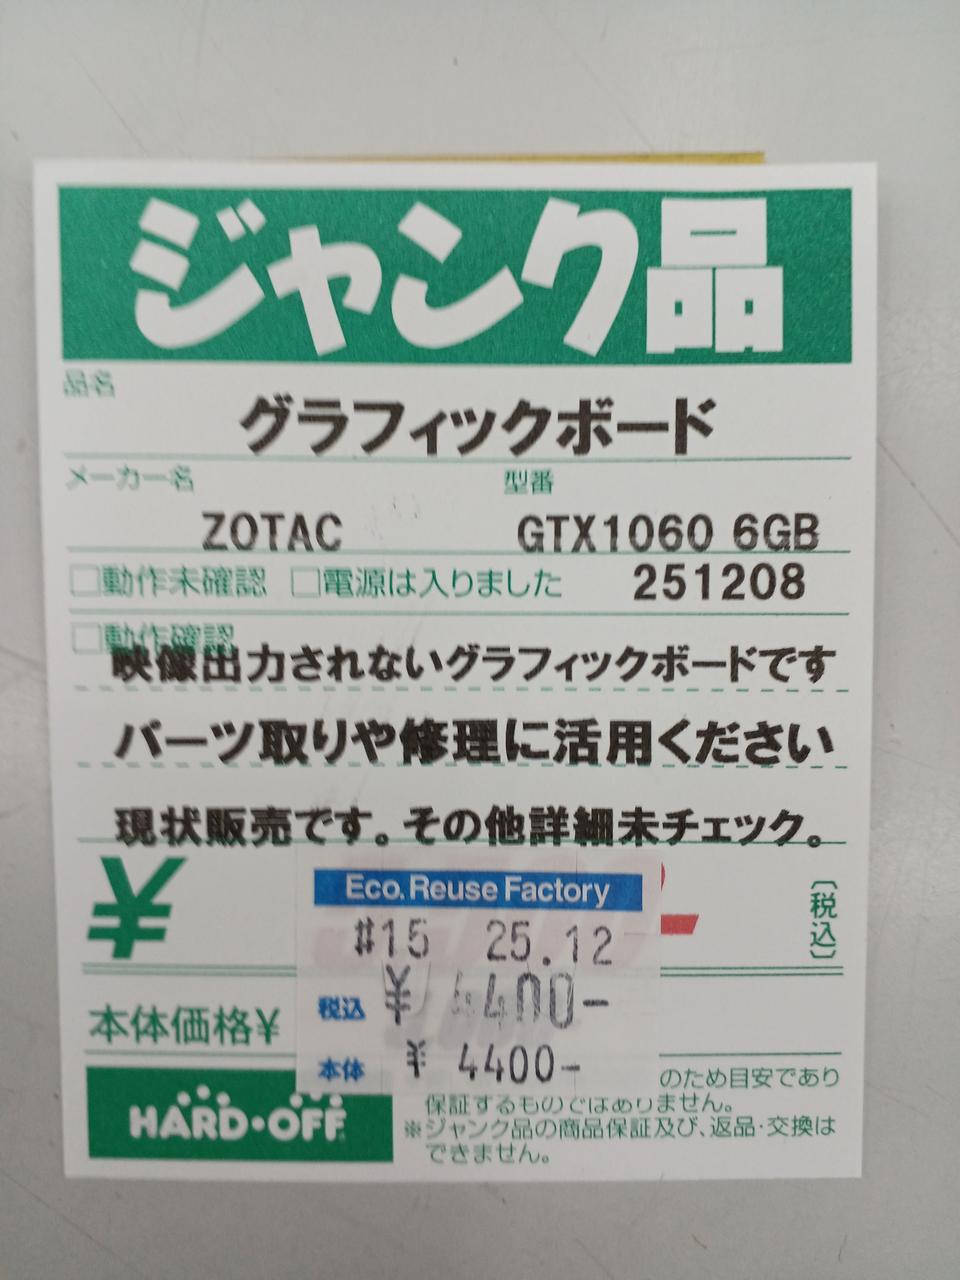 ジャンク品
品名
グラフィックボード
メーカー名 型番
ZOTAC GTX1060 6GB
□動作未確認 □電源は入りました 251208
□動作確認
映像出力されないグラフィックボードです
パーツ取りや修理に活用ください
現状販売です。その他詳細未チェック。
¥ (税込)
Eco.Reuse Factory
#15 25.12
税込 ¥ 4400-
本体 ¥ 4400-
本体価格¥
HARD・OFF
のため目安であり
保証するものではありません。
※ジャンク品の商品保証及び、返品・交換は
できません。